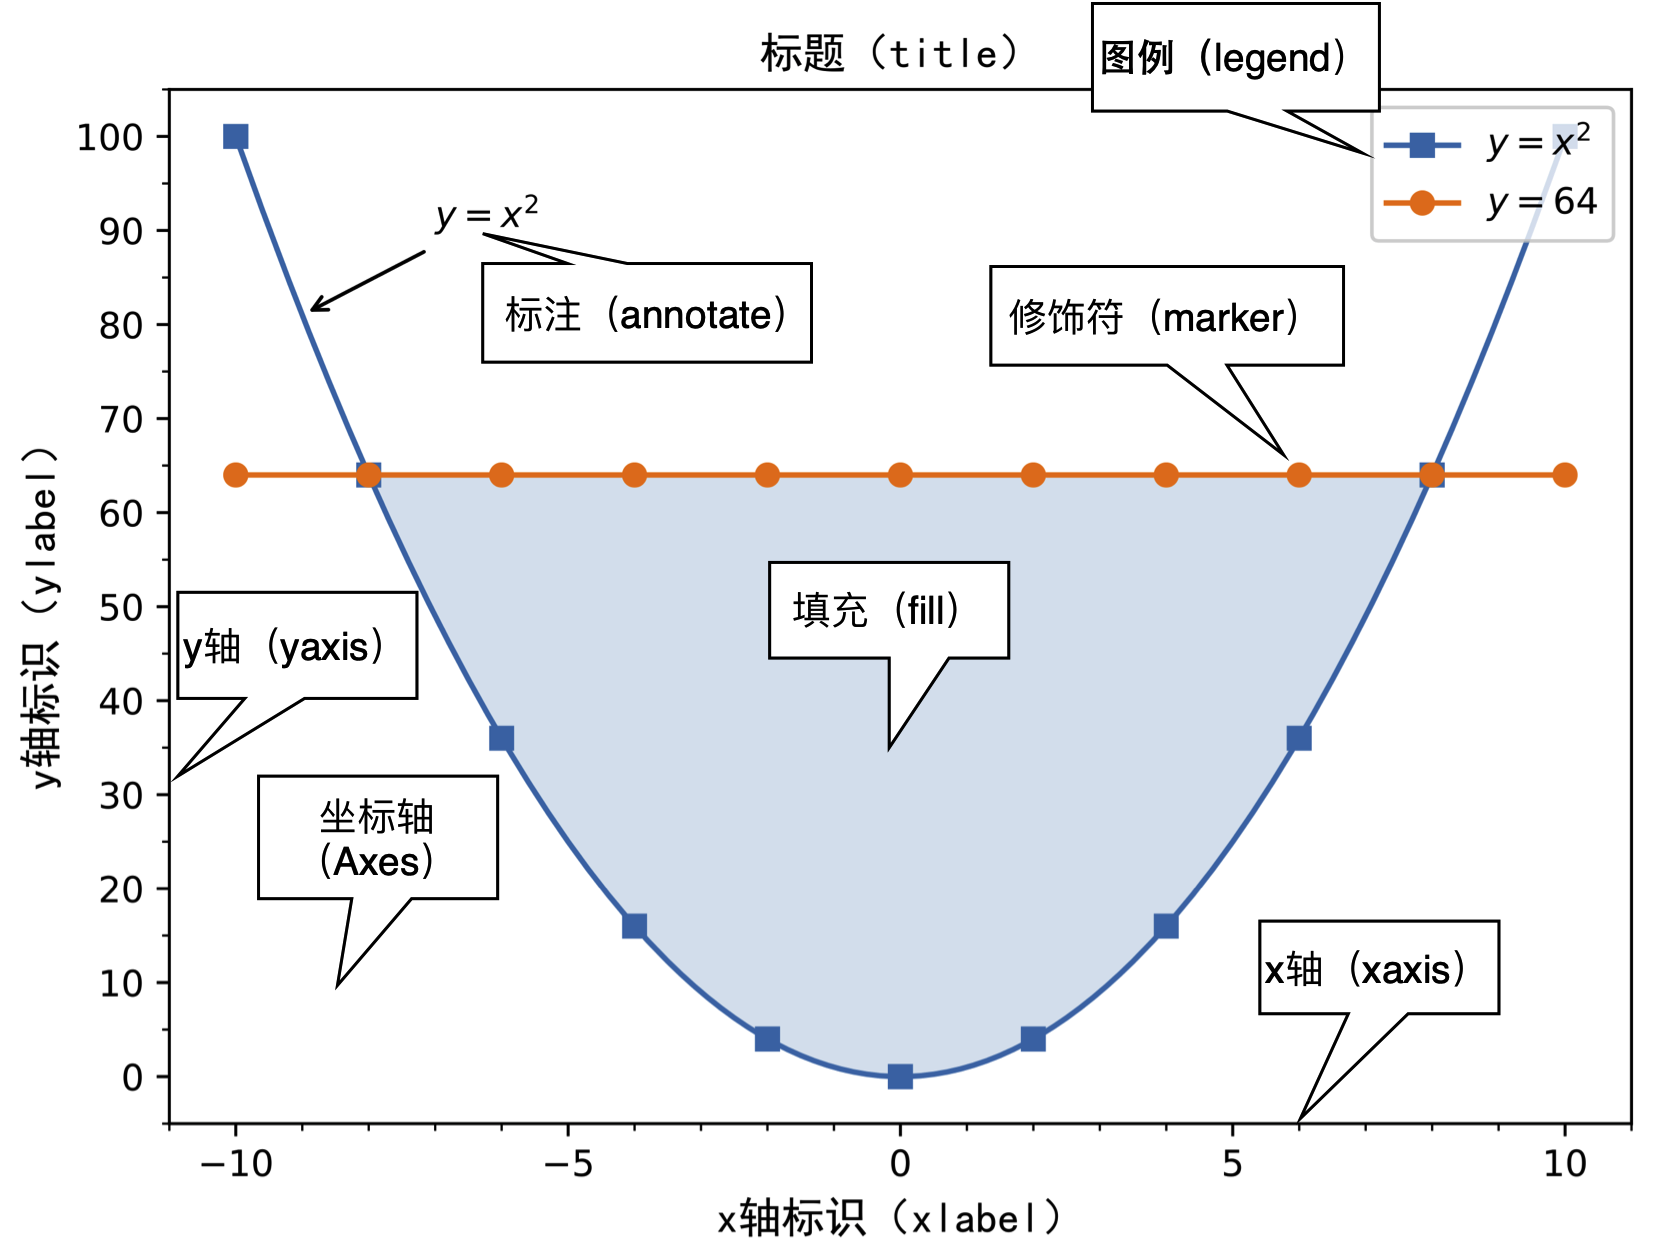 标题（title）
图例（legend）
y = x²
y = 64
y = x²
标注（annotate）
修饰符（marker）
填充（fill）
y轴（yaxis）
坐标轴
（Axes）
x轴（xaxis）
y轴标识（ylabel）
100
90
80
70
60
50
40
30
20
10
0
−10
−5
0
5
10
x轴标识（xlabel）